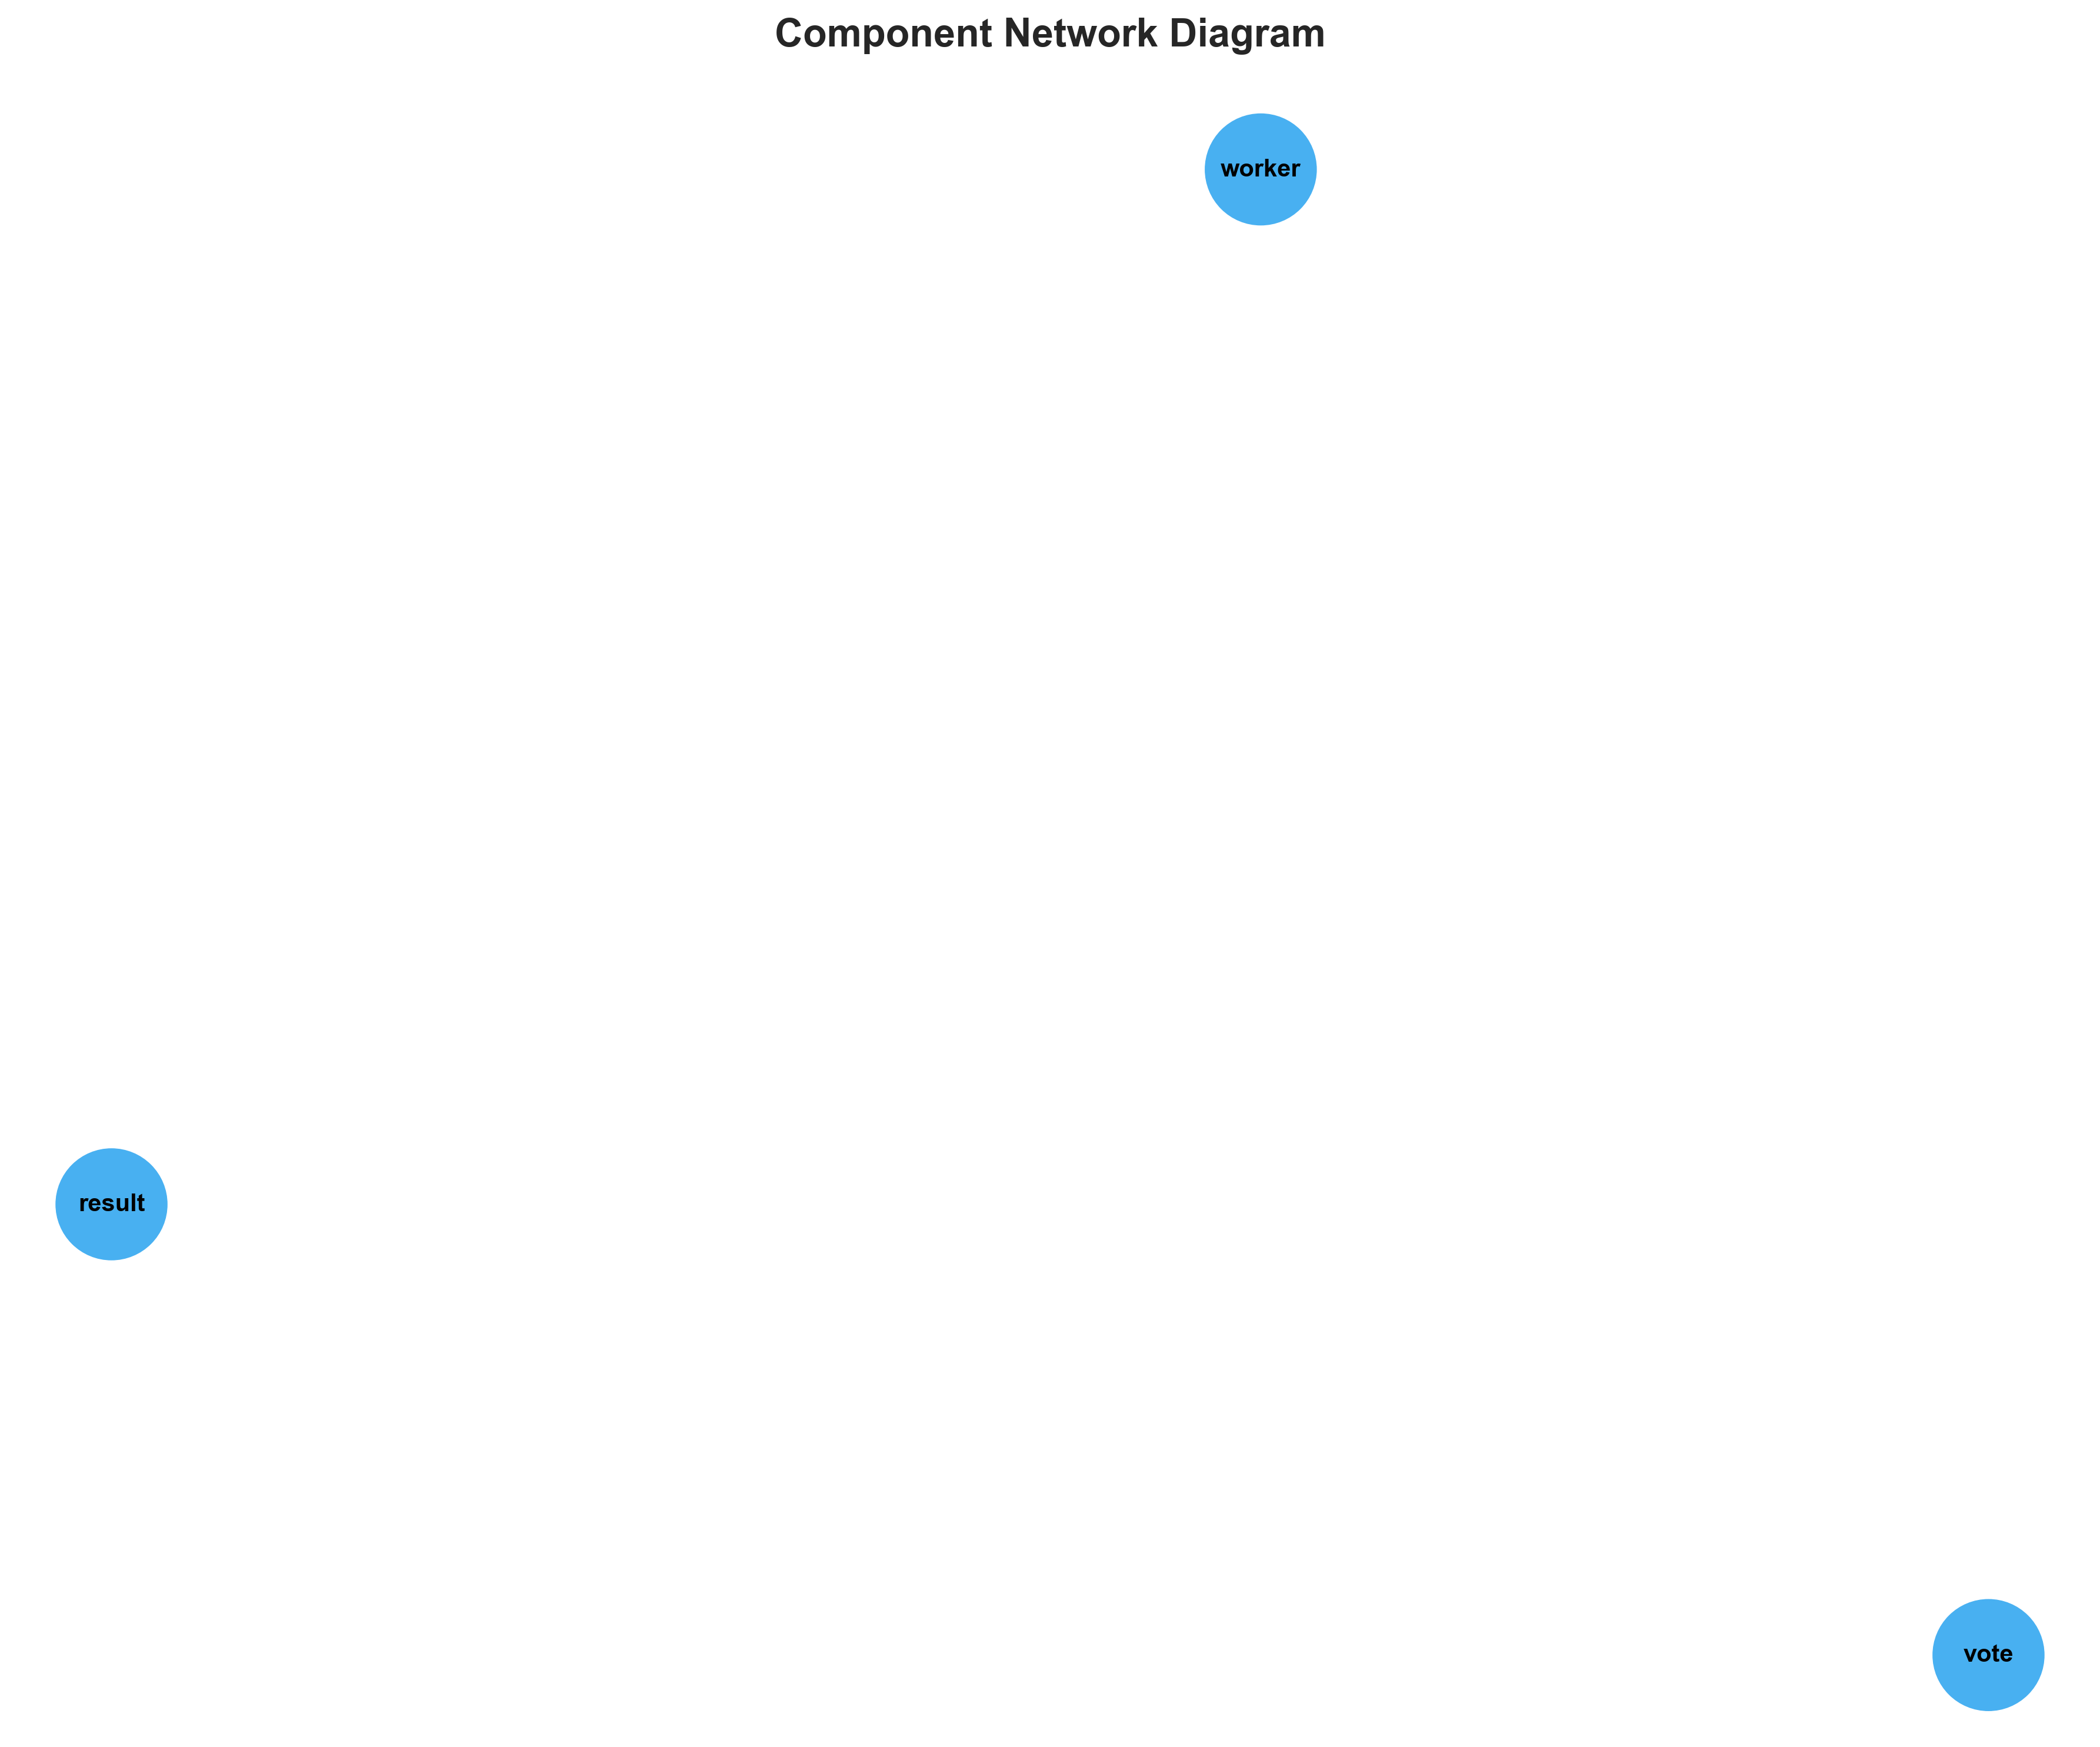 Component Network Diagram
worker
result
vote